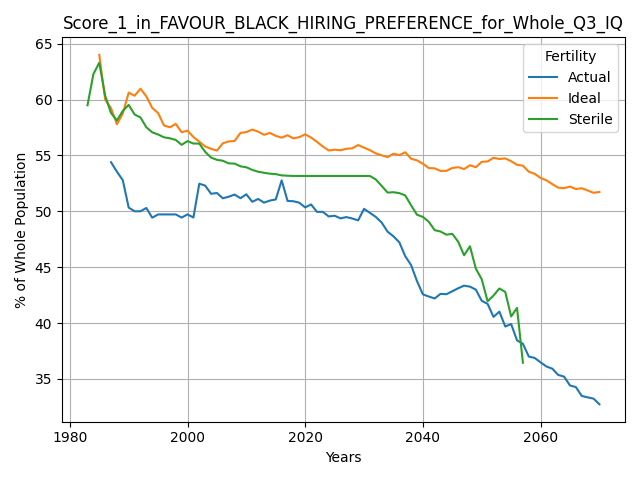 Score_1_in_FAVOUR_BLACK_HIRING_PREFERENCE_for_Whole_Q3_IQ
Fertility
Actual
Ideal
Sterile
% of Whole Population
65
60
55
50
45
40
35
1980
2000
2020
2040
2060
Years